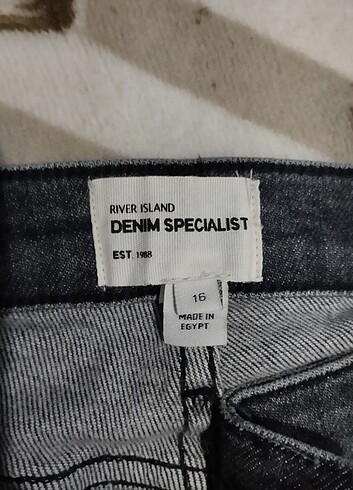 RIVER ISLAND
DENIM SPECIALIST
EST. 1988
16
MADE IN
EGYPT